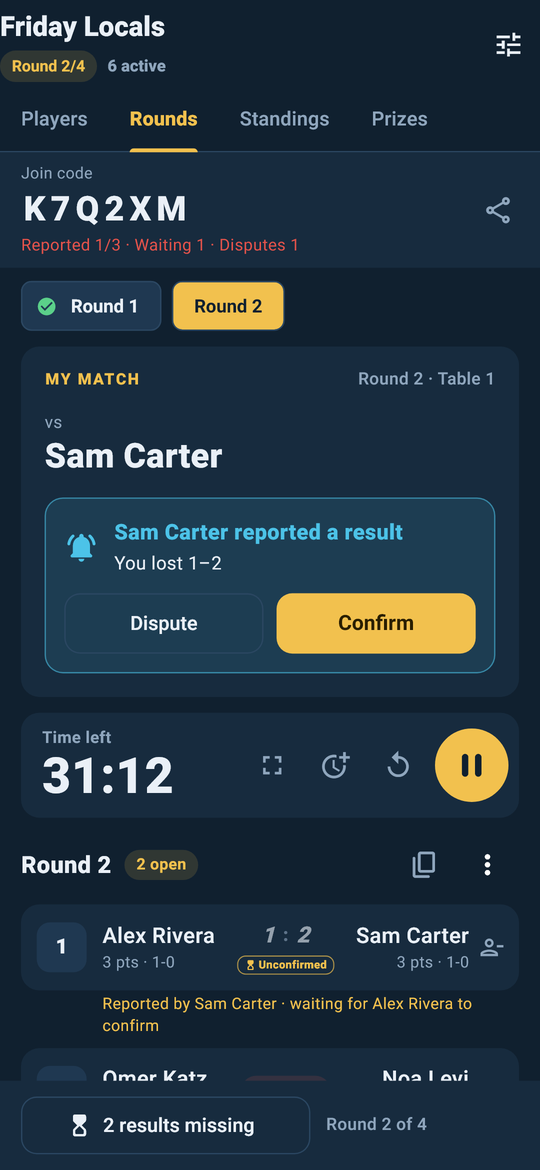 Friday Locals
Round 2/4 6 active
Players Rounds Standings Prizes
Join code
K7Q2XM
Reported 1/3 · Waiting 1 · Disputes 1
Round 1 Round 2
MY MATCH Round 2 · Table 1
vs
Sam Carter
Sam Carter reported a result
You lost 1–2
Dispute Confirm
Time left
31:12
Round 2 2 open
1 Alex Rivera 1 : 2 Sam Carter
3 pts · 1-0 Unconfirmed 3 pts · 1-0
Reported by Sam Carter · waiting for Alex Rivera to
confirm
Omer Katz Noa Levi
2 results missing Round 2 of 4